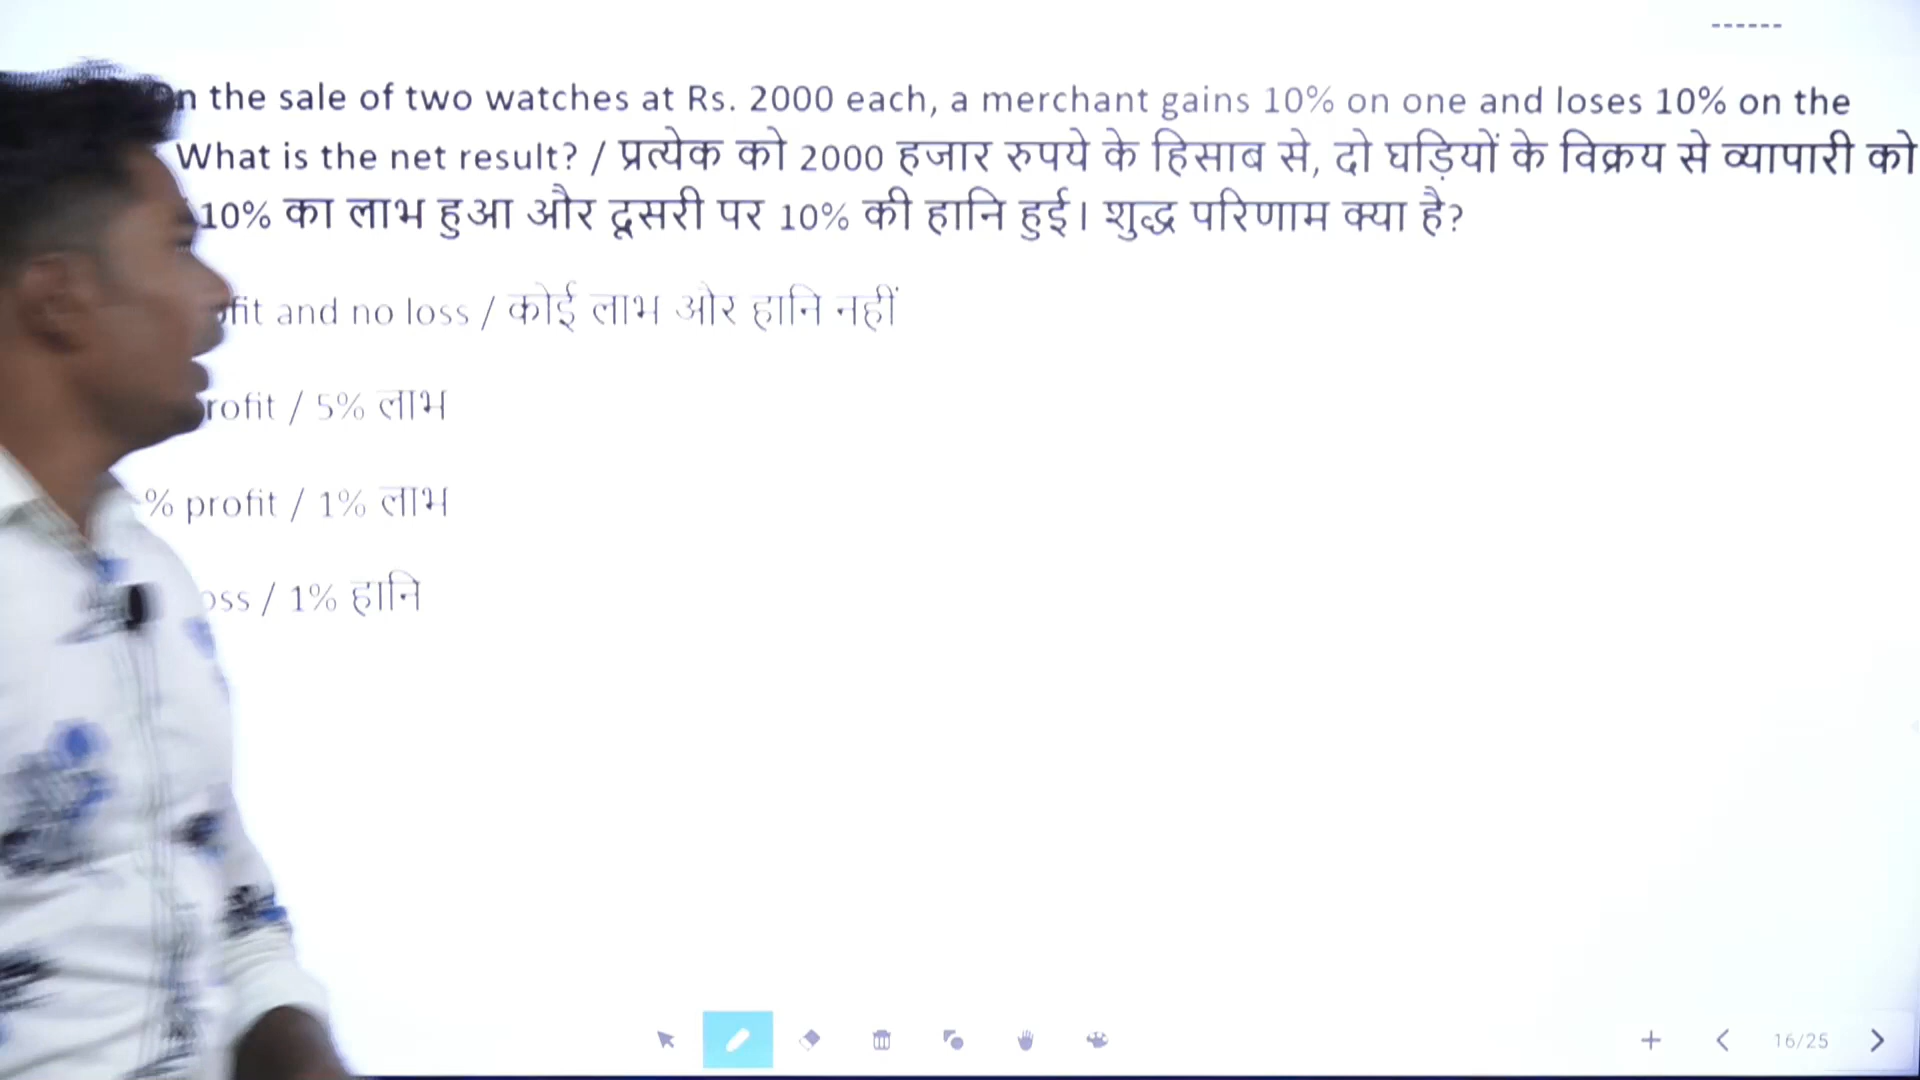 ------
n the sale of two watches at Rs. 2000 each, a merchant gains 10% on one and loses 10% on the
What is the net result? / प्रत्येक को 2000 हजार रुपये के हिसाब से, दो घड़ियों के विक्रय से व्यापारी को
10% का लाभ हुआ और दूसरी पर 10% की हानि हुई। शुद्ध परिणाम क्या है?
fit and no loss / कोई लाभ ओर हानि नहीं
rofit / 5% लाभ
% profit / 1% लाभ
oss / 1% हानि
16/25